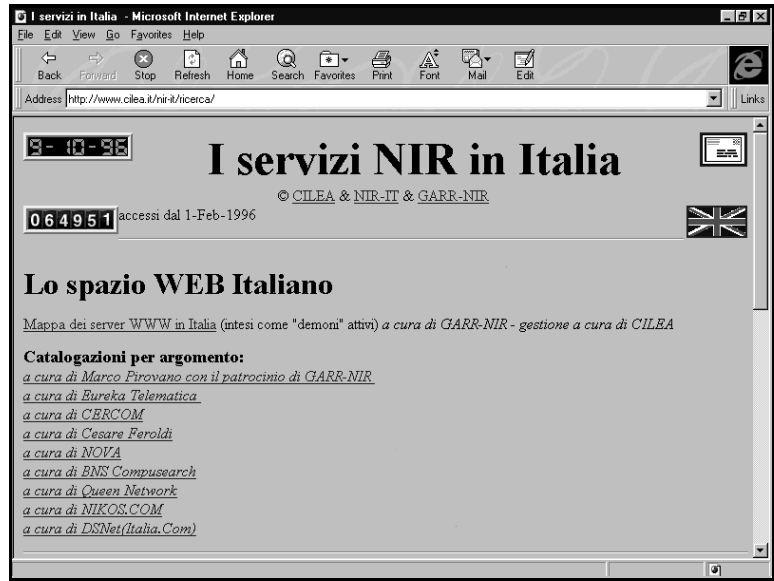 I servizi in Italia - Microsoft Internet Explorer
File Edit View Go Favorites Help
Back Forward Stop Refresh Home Search Favorites Print Font Mail Edit
Address http://www.cilea.it/nir-it/ricerca/ Links
9-10-96
I servizi NIR in Italia
© CILEA & NIR-IT & GARR-NIR
064951 accessi dal 1-Feb-1996
Lo spazio WEB Italiano
Mappa dei server WWW in Italia (intesi come "demoni" attivi) a cura di GARR-NIR - gestione a cura di CILEA
Catalogazioni per argomento:
a cura di Marco Pirovano con il patrocinio di GARR-NIR
a cura di Eureka Telematica
a cura di CERCOM
a cura di Cesare Feroldi
a cura di NOVA
a cura di BNS Compusearch
a cura di Queen Network
a cura di NIKOS.COM
a cura di DSNet(Italia.Com)